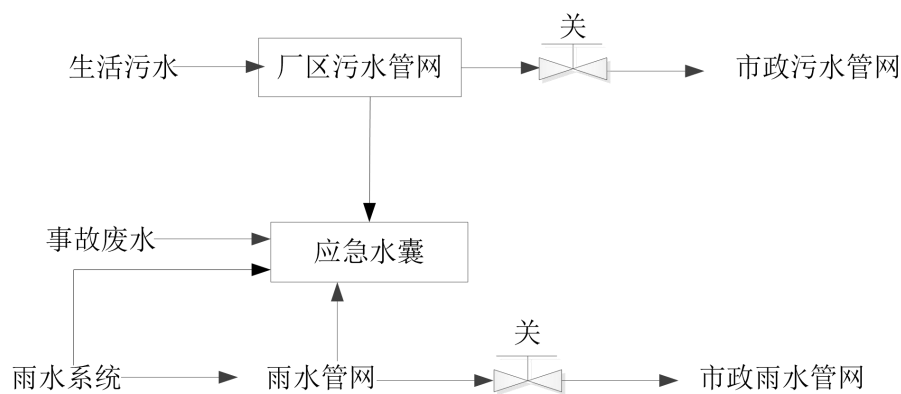 关
生活污水
厂区污水管网
市政污水管网
事故废水
应急水囊
关
雨水系统
雨水管网
市政雨水管网